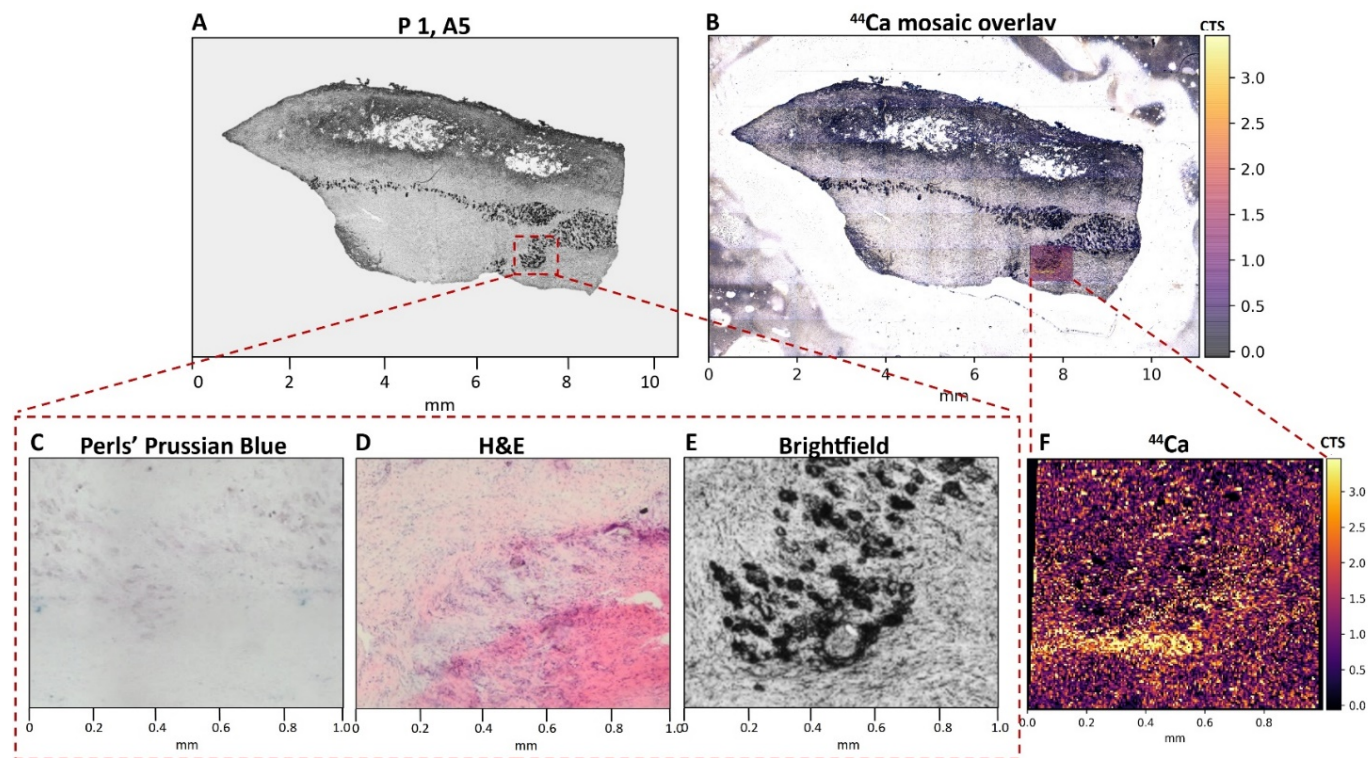 A P 1, A5
B ⁴⁴Ca mosaic overlay CTS
3.0
2.5
2.0
1.5
1.0
0.5
0.0
0 2 4 6 8 10
mm
0 2 4 6 8 10
mm
C Perls' Prussian Blue
D H&E
E Brightfield
F ⁴⁴Ca CTS
3.0
2.5
2.0
1.5
1.0
0.5
0.0
0 0.2 0.4 0.6 0.8 1.0
mm
0 0.2 0.4 0.6 0.8 1.0
mm
0 0.2 0.4 0.6 0.8 1.0
mm
0.0 0.2 0.4 0.6 0.8
mm